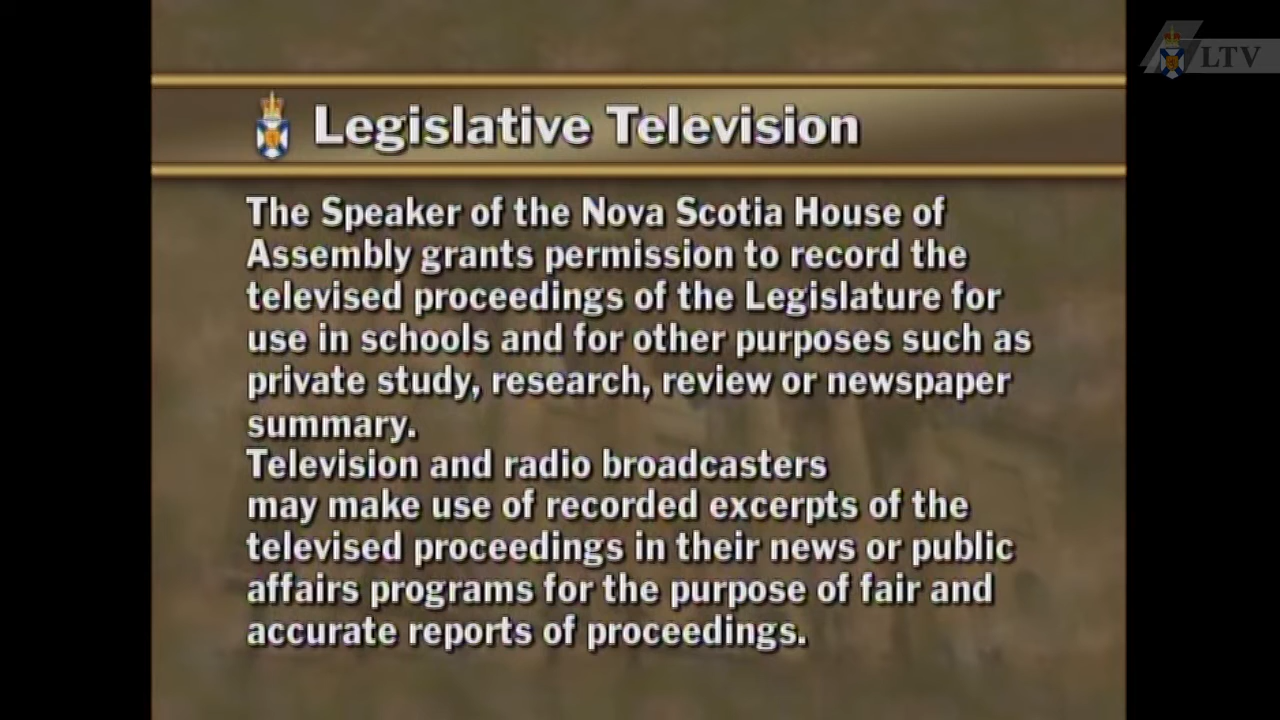 LTV
Legislative Television
The Speaker of the Nova Scotia House of
Assembly grants permission to record the
televised proceedings of the Legislature for
use in schools and for other purposes such as
private study, research, review or newspaper
summary.
Television and radio broadcasters
may make use of recorded excerpts of the
televised proceedings in their news or public
affairs programs for the purpose of fair and
accurate reports of proceedings.